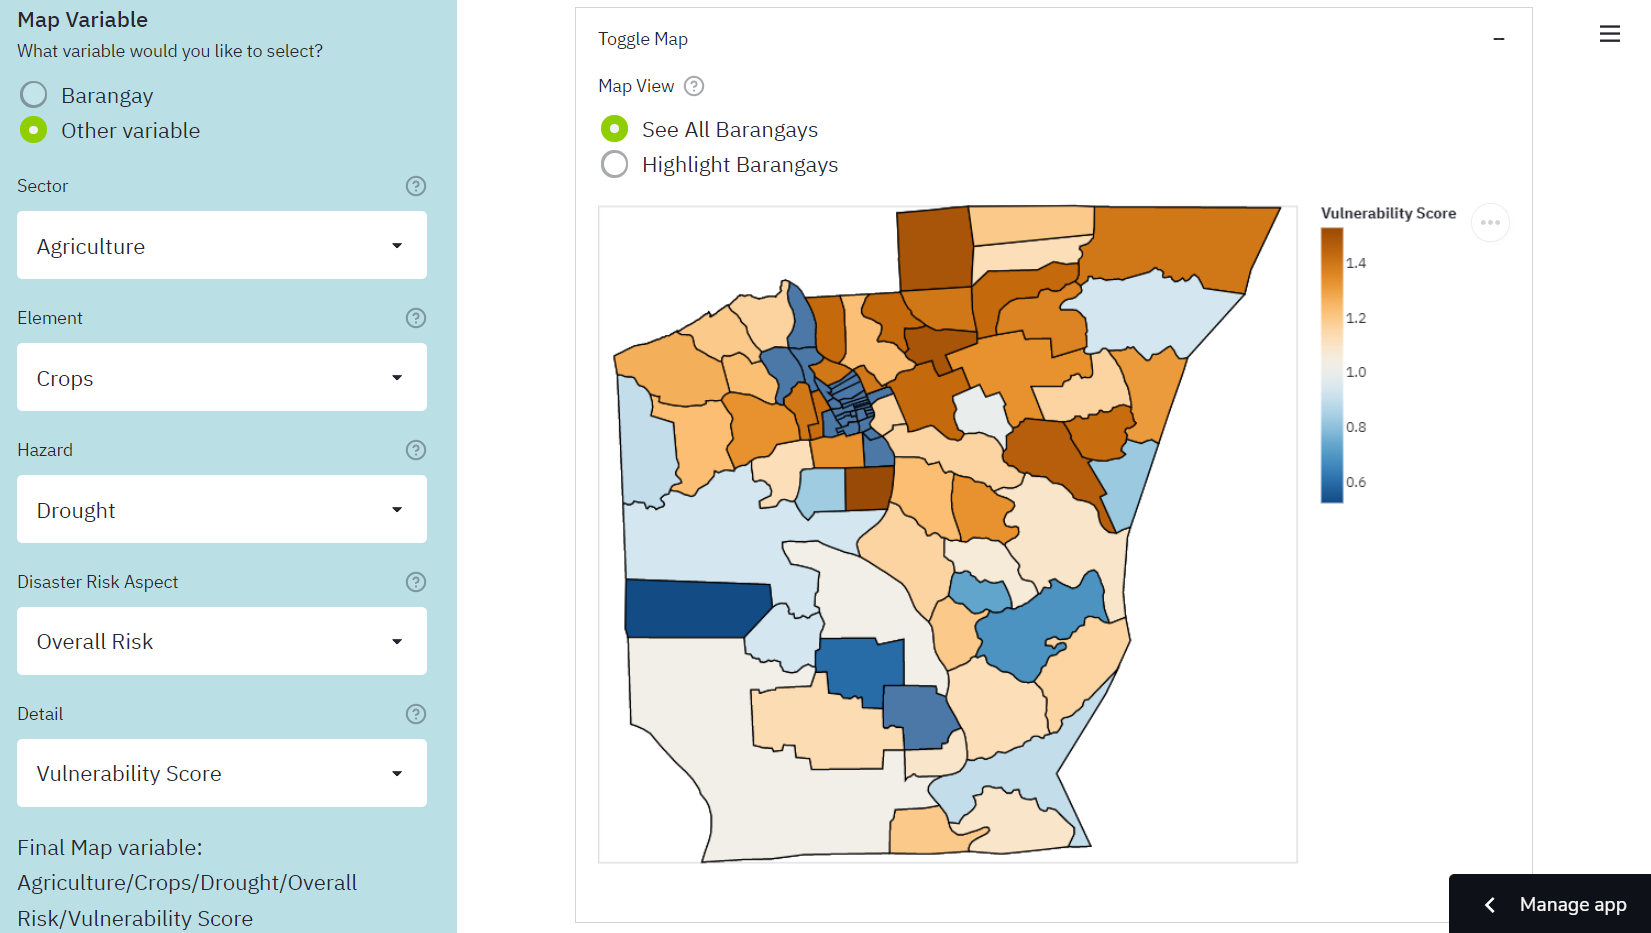 Map Variable
What variable would you like to select?
Barangay
Other variable
Sector
Agriculture
Element
Crops
Hazard
Drought
Disaster Risk Aspect
Overall Risk
Detail
Vulnerability Score
Final Map variable:
Agriculture/Crops/Drought/Overall
Risk/Vulnerability Score
Toggle Map
Map View
See All Barangays
Highlight Barangays
Vulnerability Score
1.4
1.2
1.0
0.8
0.6
Manage app